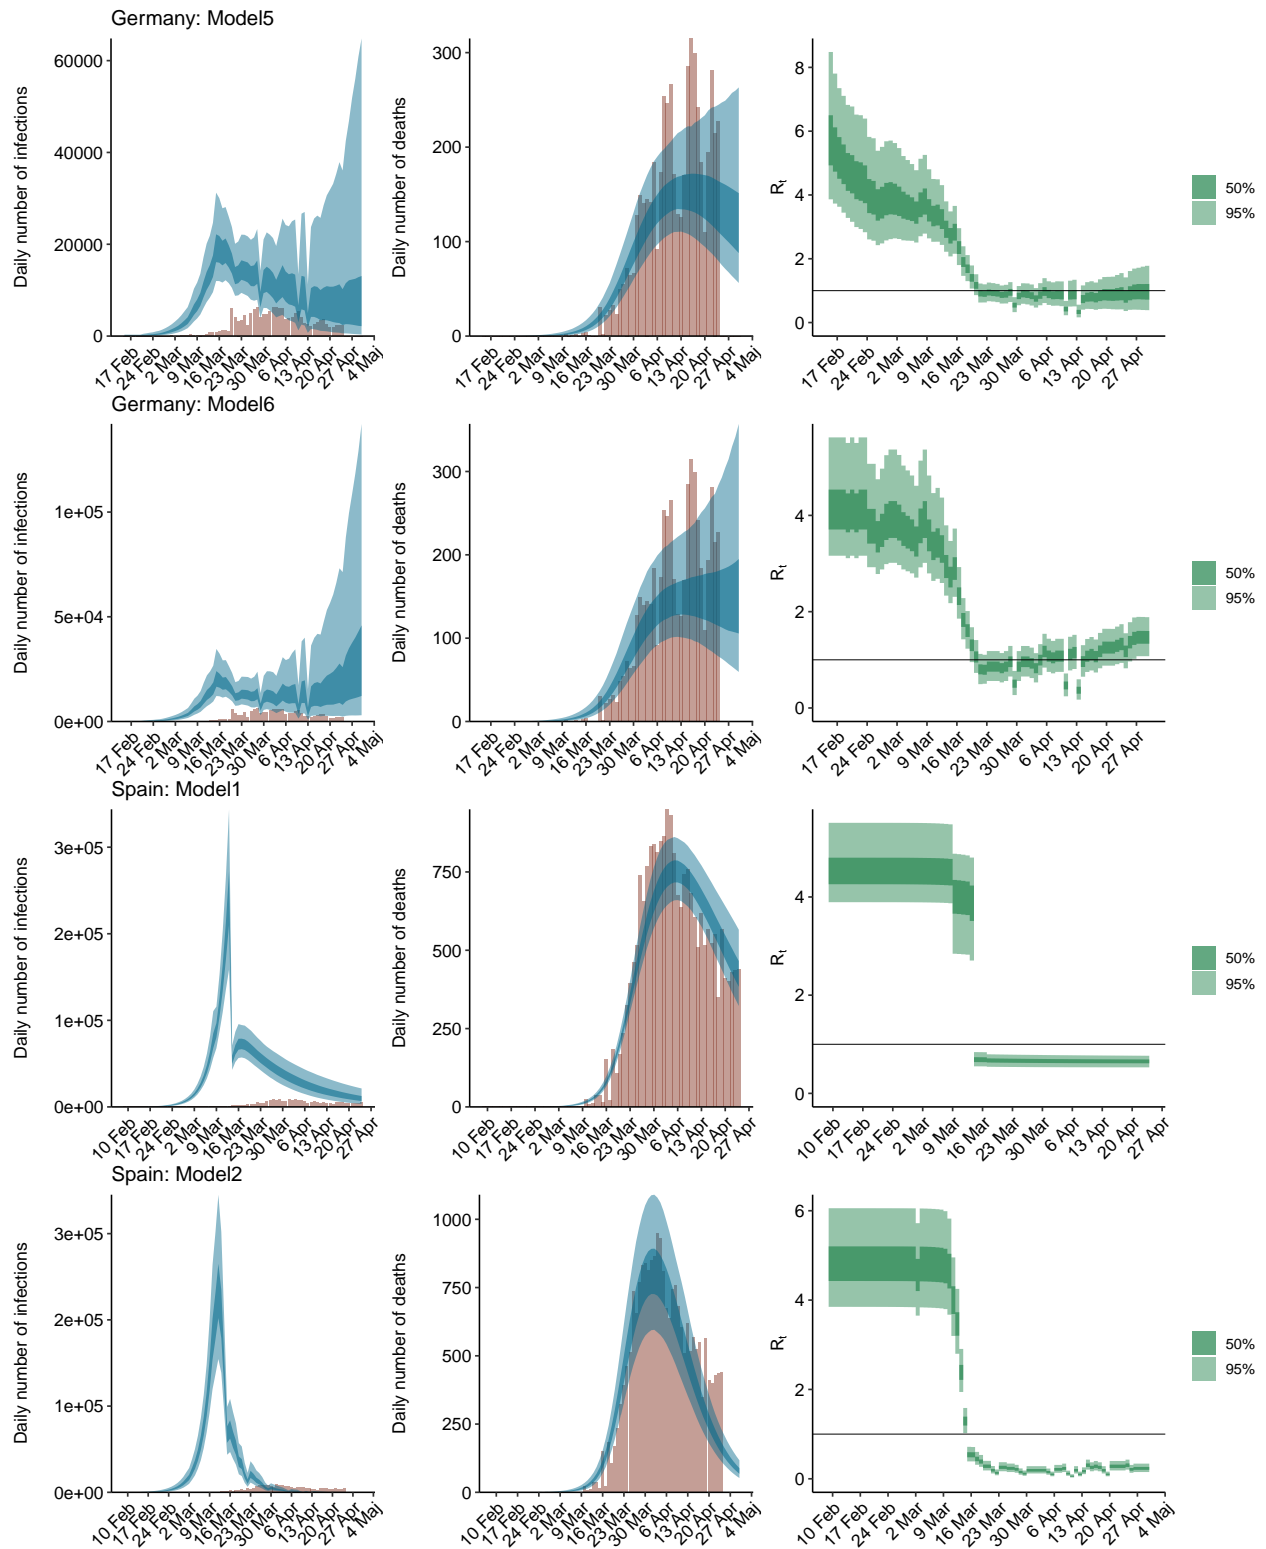 Germany: Model5
Daily number of infections
60000
40000
20000
0
17 Feb
24 Feb
2 Mar
9 Mar
16 Mar
23 Mar
30 Mar
6 Apr
13 Apr
20 Apr
27 Apr
4 Maj
Daily number of deaths
300
200
100
0
17 Feb
24 Feb
2 Mar
9 Mar
16 Mar
23 Mar
30 Mar
6 Apr
13 Apr
20 Apr
27 Apr
4 Maj
Rt
8
6
4
2
0
17 Feb
24 Feb
2 Mar
9 Mar
16 Mar
23 Mar
30 Mar
6 Apr
13 Apr
20 Apr
27 Apr
50%
95%
Germany: Model6
Daily number of infections
1e+05
5e+04
0e+00
17 Feb
24 Feb
2 Mar
9 Mar
16 Mar
23 Mar
30 Mar
6 Apr
13 Apr
20 Apr
27 Apr
4 Maj
Daily number of deaths
300
200
100
0
17 Feb
24 Feb
2 Mar
9 Mar
16 Mar
23 Mar
30 Mar
6 Apr
13 Apr
20 Apr
27 Apr
4 Maj
Rt
4
2
0
17 Feb
24 Feb
2 Mar
9 Mar
16 Mar
23 Mar
30 Mar
6 Apr
13 Apr
20 Apr
27 Apr
50%
95%
Spain: Model1
Daily number of infections
3e+05
2e+05
1e+05
0e+00
10 Feb
17 Feb
24 Feb
2 Mar
9 Mar
16 Mar
23 Mar
30 Mar
6 Apr
13 Apr
20 Apr
27 Apr
Daily number of deaths
750
500
250
0
10 Feb
17 Feb
24 Feb
2 Mar
9 Mar
16 Mar
23 Mar
30 Mar
6 Apr
13 Apr
20 Apr
27 Apr
Rt
4
2
0
10 Feb
17 Feb
24 Feb
2 Mar
9 Mar
16 Mar
23 Mar
30 Mar
6 Apr
13 Apr
20 Apr
27 Apr
50%
95%
Spain: Model2
Daily number of infections
3e+05
2e+05
1e+05
0e+00
10 Feb
17 Feb
24 Feb
2 Mar
9 Mar
16 Mar
23 Mar
30 Mar
6 Apr
13 Apr
20 Apr
27 Apr
4 Maj
Daily number of deaths
1000
750
500
250
0
10 Feb
17 Feb
24 Feb
2 Mar
9 Mar
16 Mar
23 Mar
30 Mar
6 Apr
13 Apr
20 Apr
27 Apr
4 Maj
Rt
6
4
2
0
10 Feb
17 Feb
24 Feb
2 Mar
9 Mar
16 Mar
23 Mar
30 Mar
6 Apr
13 Apr
20 Apr
27 Apr
4 Maj
50%
95%